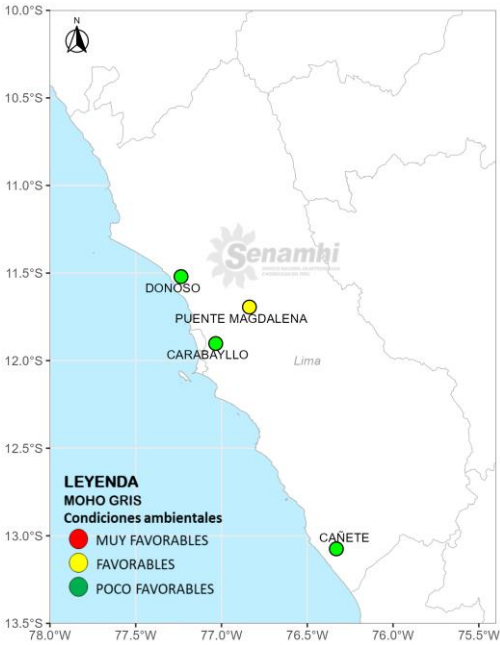 10.0°S
N
10.5°S
11.0°S
Senamhi
11.5°S
DONOSO
PUENTE MAGDALENA
CARABAYLLO
12.0°S
Lima
12.5°S
LEYENDA
MOHO GRIS
Condiciones ambientales
MUY FAVORABLES
FAVORABLES
POCO FAVORABLES
CAÑETE
13.0°S
13.5°S
78.0°W
77.5°W
77.0°W
76.5°W
76.0°W
75.5°W